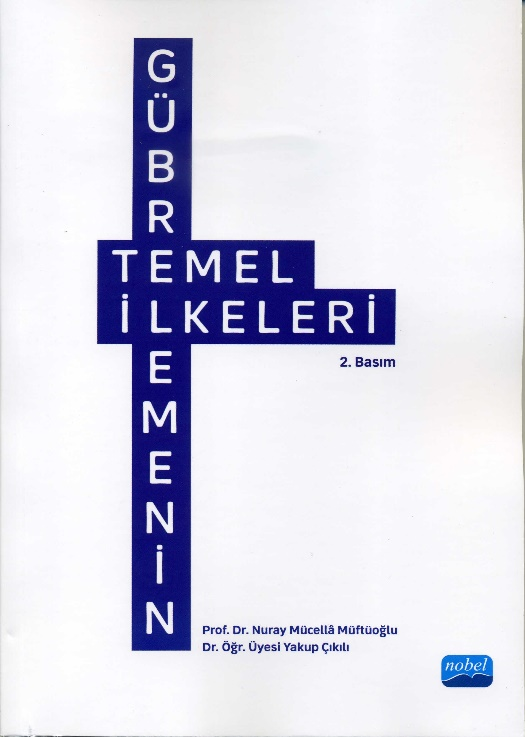 GÜBRELEMENİN
TEMEL
İLKELERİ
2. Basım
Prof. Dr. Nuray Mücellâ Müftüoğlu
Dr. Öğr. Üyesi Yakup Çıkılı
nobel